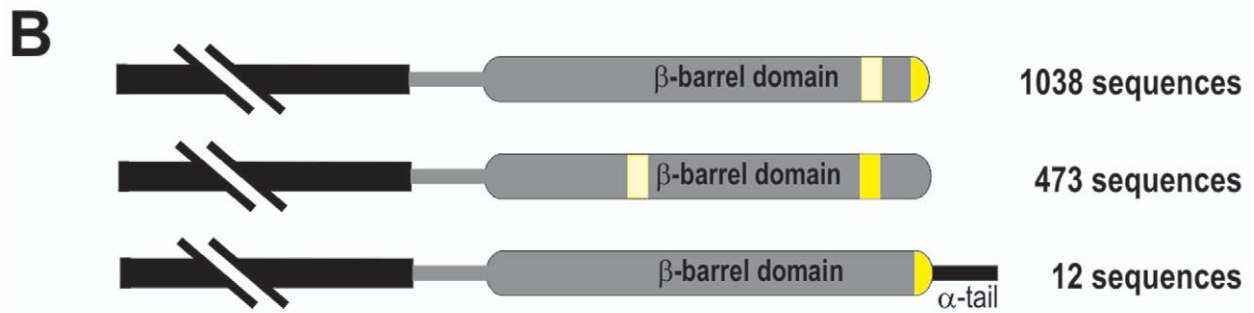 B
β-barrel domain 1038 sequences
β-barrel domain 473 sequences
β-barrel domain 12 sequences
α-tail